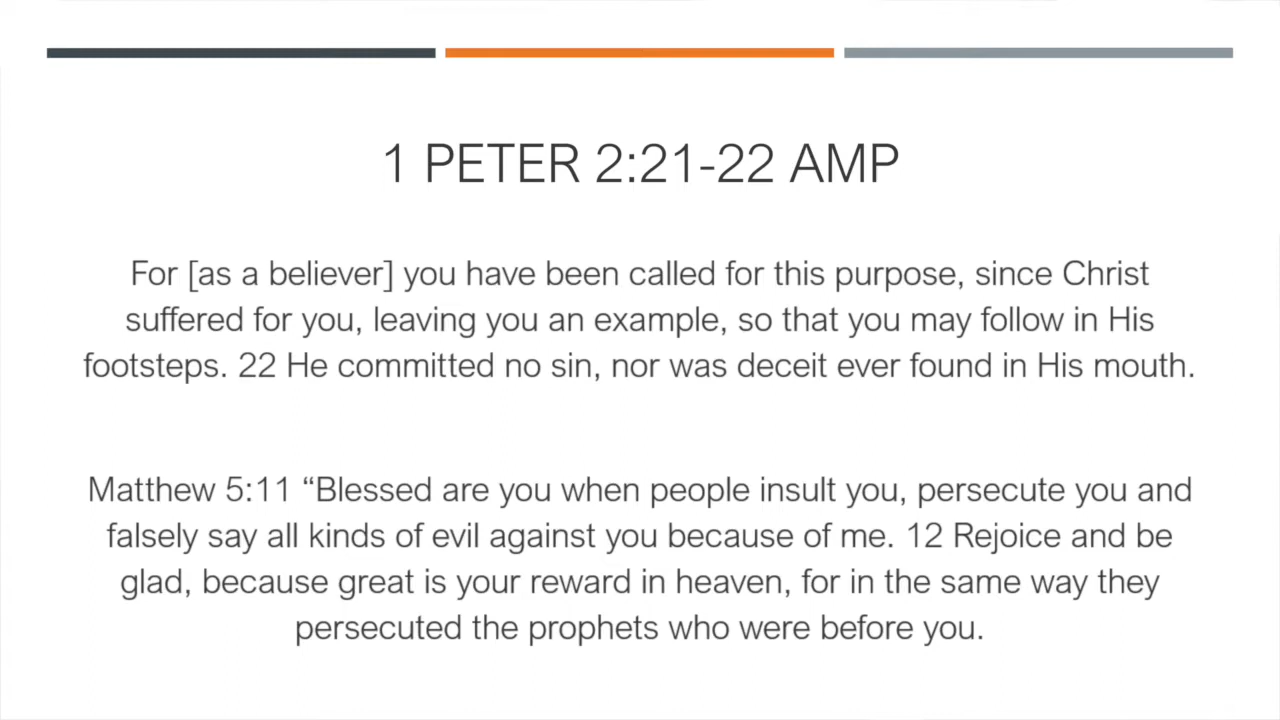 1 PETER 2:21-22 AMP
For [as a believer] you have been called for this purpose, since Christ
suffered for you, leaving you an example, so that you may follow in His
footsteps. 22 He committed no sin, nor was deceit ever found in His mouth.
Matthew 5:11 “Blessed are you when people insult you, persecute you and
falsely say all kinds of evil against you because of me. 12 Rejoice and be
glad, because great is your reward in heaven, for in the same way they
persecuted the prophets who were before you.